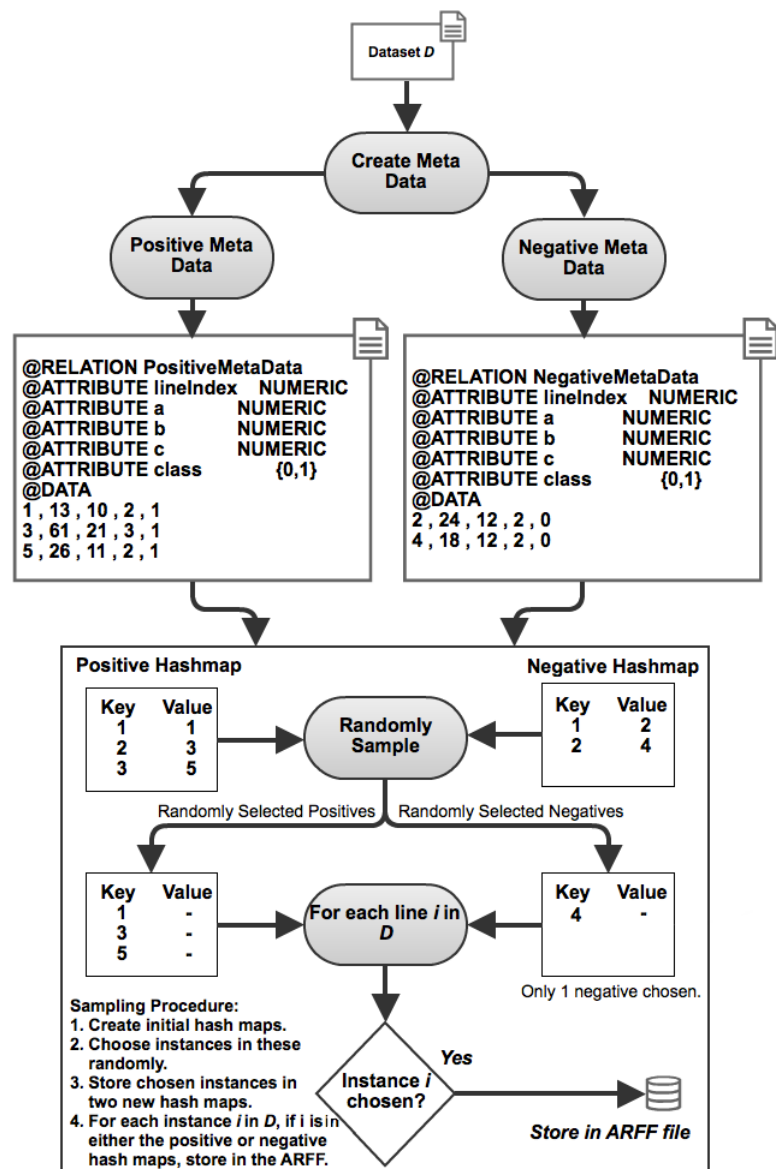 Dataset D
Create Meta
Data
Positive Meta
Data
Negative Meta
Data
@RELATION PositiveMetaData
@ATTRIBUTE lineIndex NUMERIC
@ATTRIBUTE a NUMERIC
@ATTRIBUTE b NUMERIC
@ATTRIBUTE c NUMERIC
@ATTRIBUTE class {0,1}
@DATA
1 , 13 , 10 , 2 , 1
3 , 61 , 21 , 3 , 1
5 , 26 , 11 , 2 , 1
@RELATION NegativeMetaData
@ATTRIBUTE lineIndex NUMERIC
@ATTRIBUTE a NUMERIC
@ATTRIBUTE b NUMERIC
@ATTRIBUTE c NUMERIC
@ATTRIBUTE class {0,1}
@DATA
2 , 24 , 12 , 2 , 0
4 , 18 , 12 , 2 , 0
Positive Hashmap
Negative Hashmap
Key Value
1 1
2 3
3 5
Randomly
Sample
Key Value
1 2
2 4
Randomly Selected Positives
Randomly Selected Negatives
Key Value
1 -
3 -
5 -
For each line i in
D
Key Value
4 -
Only 1 negative chosen.
Sampling Procedure:
1. Create initial hash maps.
2. Choose instances in these
randomly.
3. Store chosen instances in
two new hash maps.
4. For each instance i in D, if i is in
either the positive or negative
hash maps, store in the ARFF.
Instance i
chosen?
Yes
Store in ARFF file